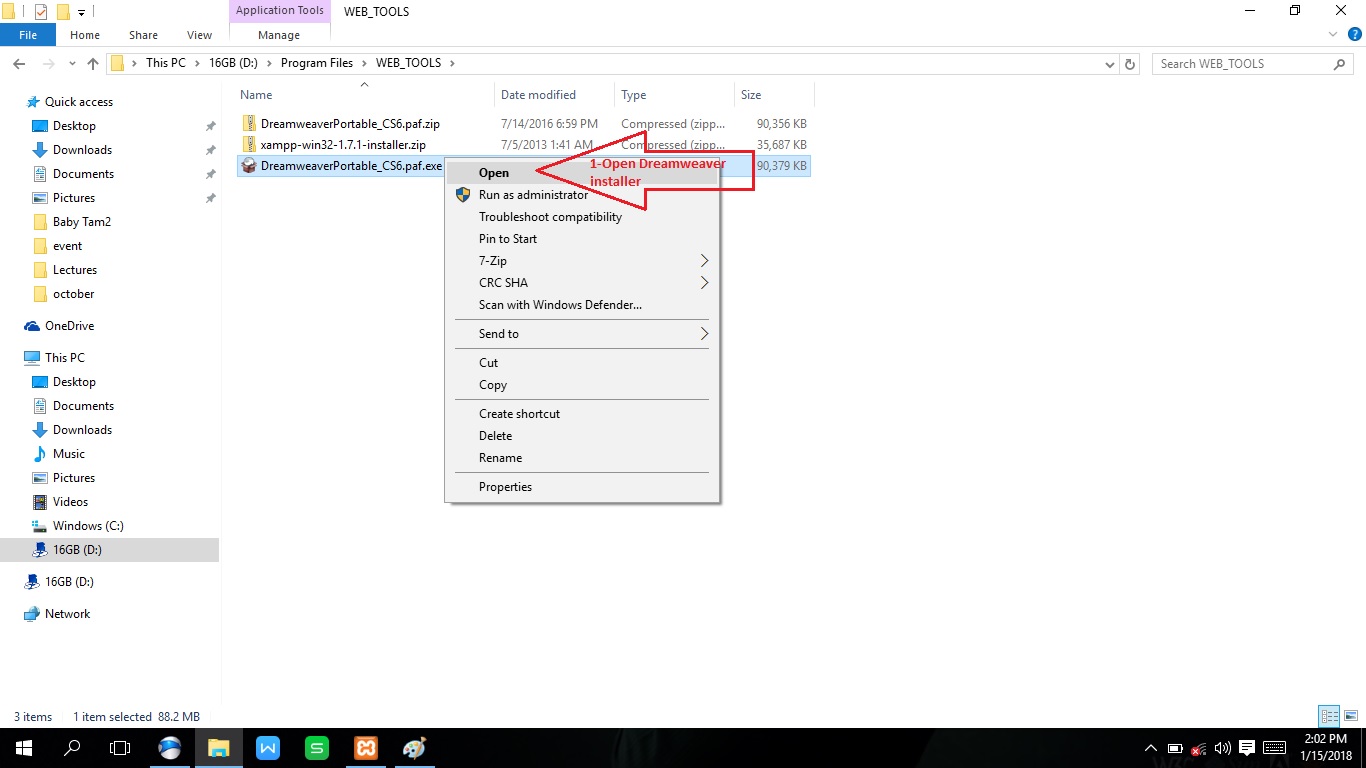 Application Tools WEB_TOOLS
File Home Share View Manage
This PC 16GB (D:) Program Files WEB_TOOLS Search WEB_TOOLS
Name Date modified Type Size
DreamweaverPortable_CS6.paf.zip 7/14/2016 6:59 PM Compressed (zipp... 90,356 KB
xampp-win32-1.7.1-installer.zip 7/5/2013 1:41 AM Compressed (zipp... 35,687 KB
DreamweaverPortable_CS6.paf.exe 90,379 KB
1-Open Dreamweaver
installer
Open
Run as administrator
Troubleshoot compatibility
Pin to Start
7-Zip
CRC SHA
Scan with Windows Defender...
Send to
Cut
Copy
Create shortcut
Delete
Rename
Properties
Quick access
Desktop
Downloads
Documents
Pictures
Baby Tam2
event
Lectures
october
OneDrive
This PC
Desktop
Documents
Downloads
Music
Pictures
Videos
Windows (C:)
16GB (D:)
16GB (D:)
Network
3 items 1 item selected 88.2 MB
2:02 PM
1/15/2018